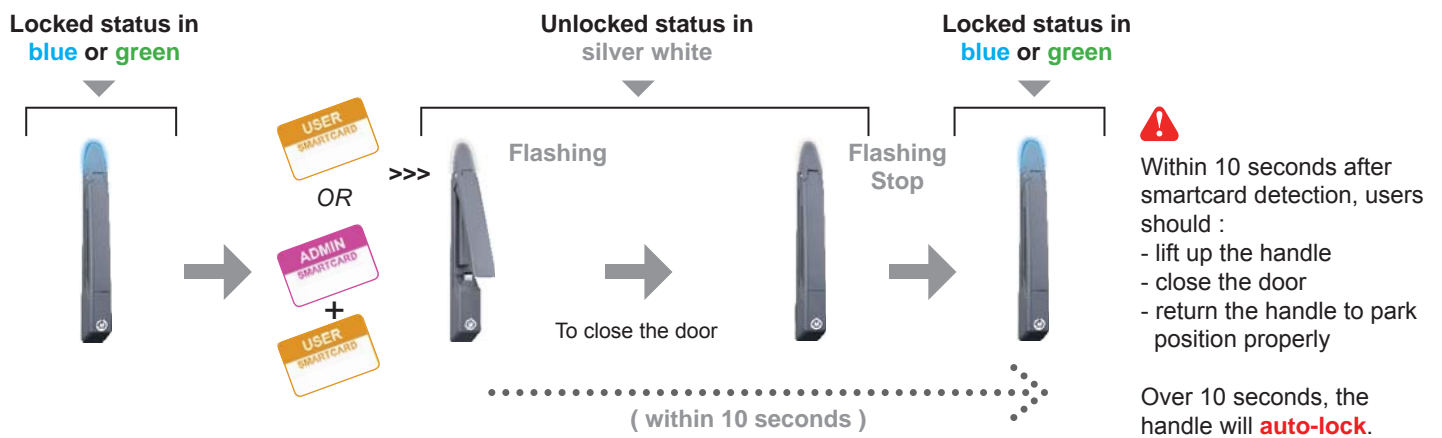 Locked status in
blue or green
Unlocked status in
silver white
Locked status in
blue or green
USER
SMARTCARD
OR
ADMIN
SMARTCARD
+
USER
SMARTCARD
>>>
Flashing
To close the door
Flashing
Stop
( within 10 seconds )
Within 10 seconds after
smartcard detection, users
should :
- lift up the handle
- close the door
- return the handle to park
position properly
Over 10 seconds, the
handle will auto-lock.